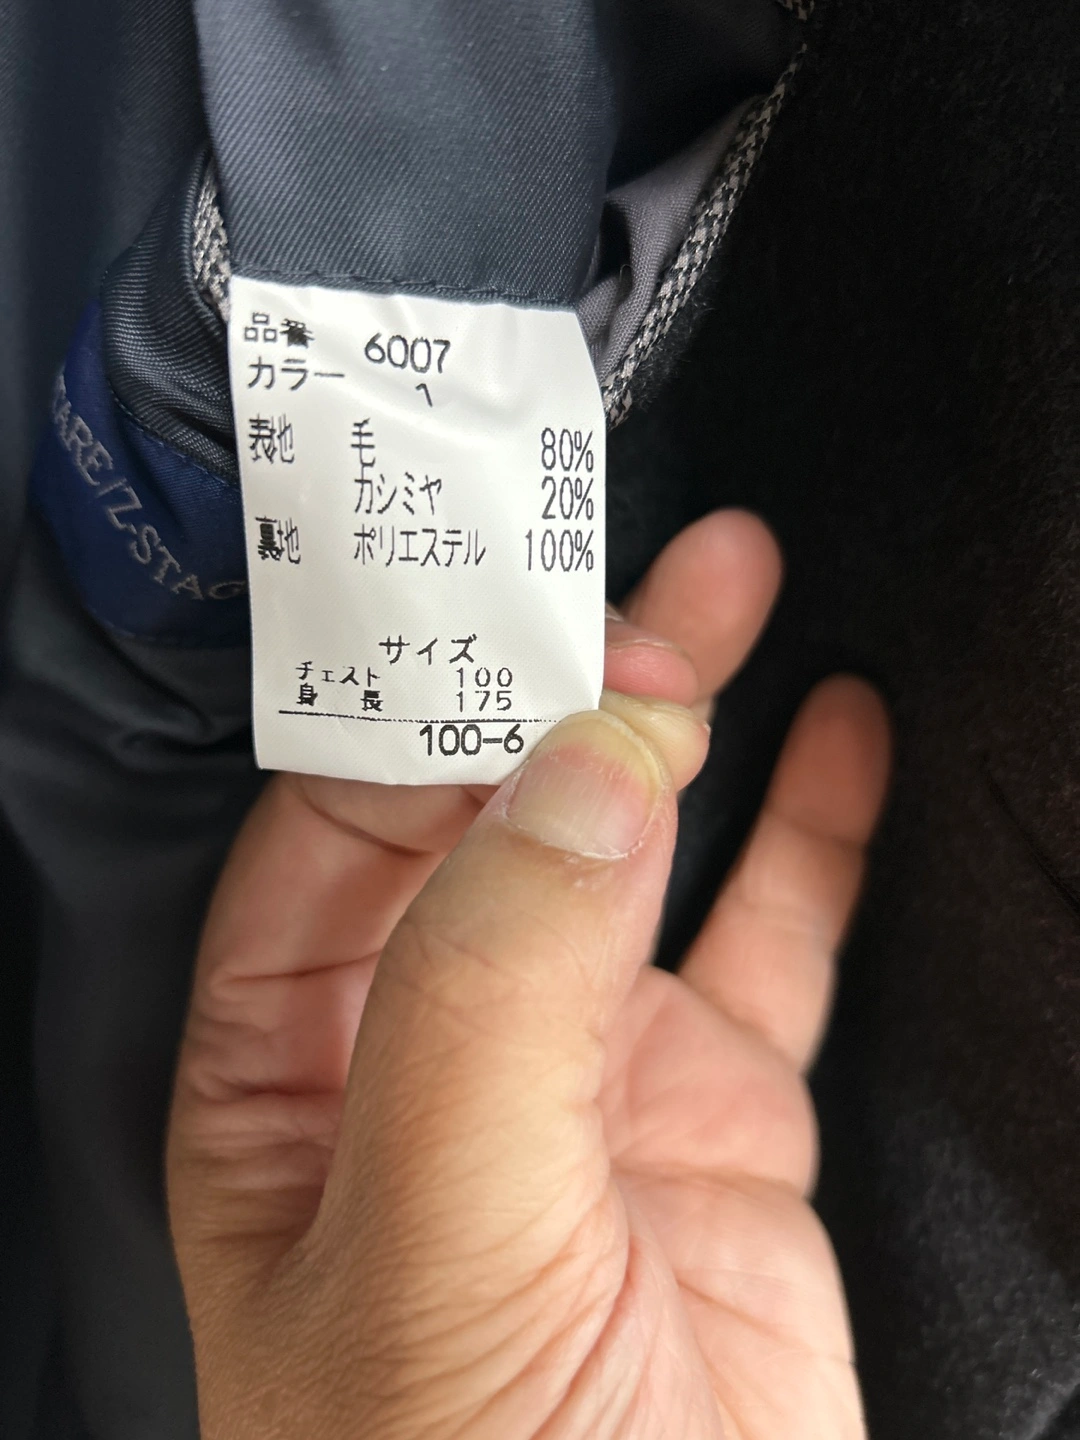 品番 6007
カラー 1
表地 毛 80%
カシミヤ 20%
裏地 ポリエステル 100%
サイズ
チェスト 100
身長 175
100-6